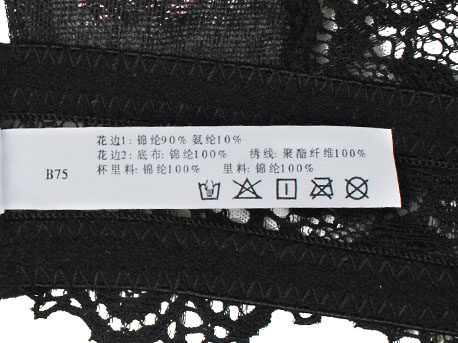 花边1: 锦纶90% 氨纶10%
花边2: 底布: 锦纶100% 绣线: 聚酯纤维100%
B75 杯里料: 锦纶100% 里料: 锦纶100%